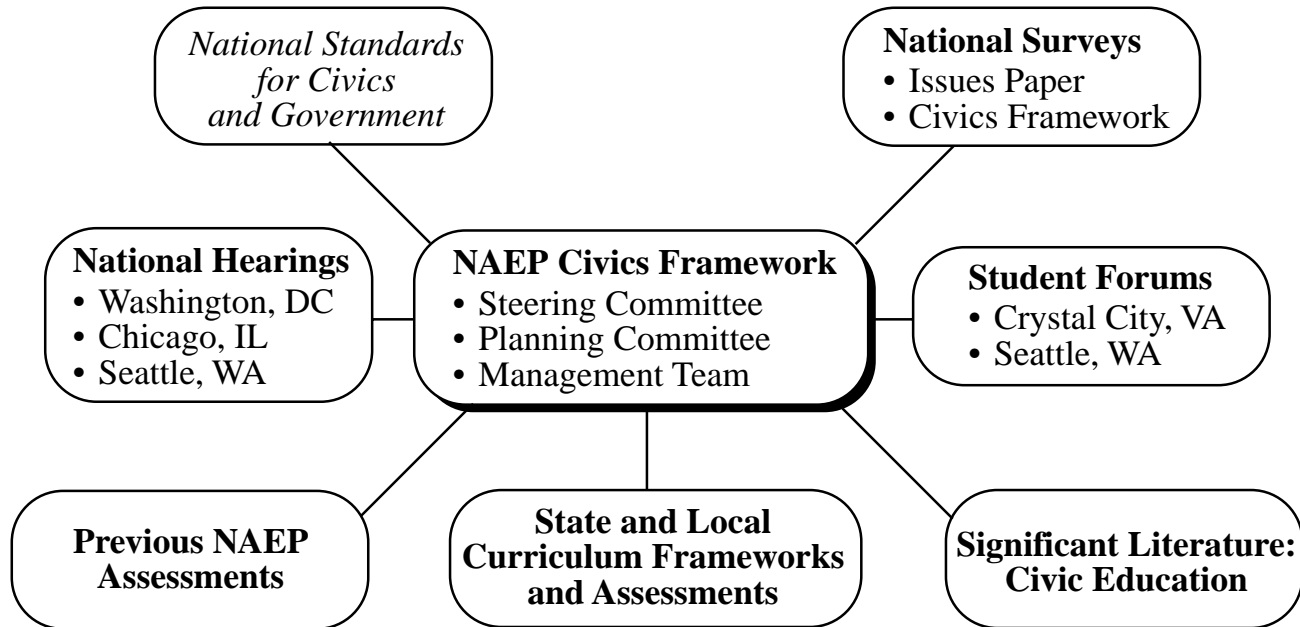 National Standards
for Civics
and Government
National Surveys
• Issues Paper
• Civics Framework
National Hearings
• Washington, DC
• Chicago, IL
• Seattle, WA
NAEP Civics Framework
• Steering Committee
• Planning Committee
• Management Team
Student Forums
• Crystal City, VA
• Seattle, WA
Previous NAEP
Assessments
State and Local
Curriculum Frameworks
and Assessments
Significant Literature:
Civic Education